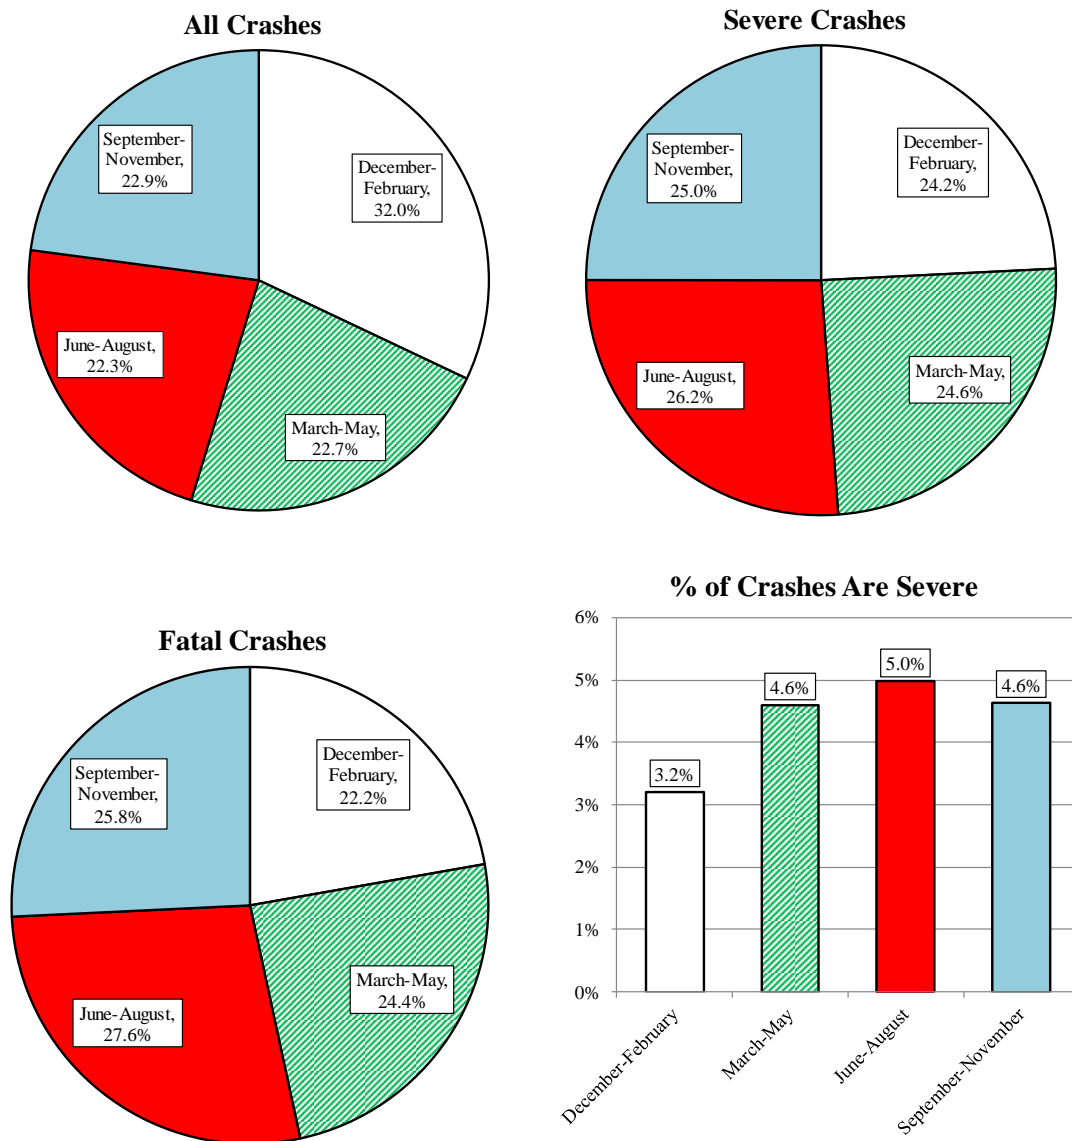 All Crashes
September-
November,
22.9%
December-
February,
32.0%
June-August,
22.3%
March-May,
22.7%
Severe Crashes
September-
November,
25.0%
December-
February,
24.2%
June-August,
26.2%
March-May,
24.6%
Fatal Crashes
September-
November,
25.8%
December-
February,
22.2%
June-August,
27.6%
March-May,
24.4%
% of Crashes Are Severe
6%
5%
4%
3%
2%
1%
0%
3.2%
4.6%
5.0%
4.6%
December-February
March-May
June-August
September-November